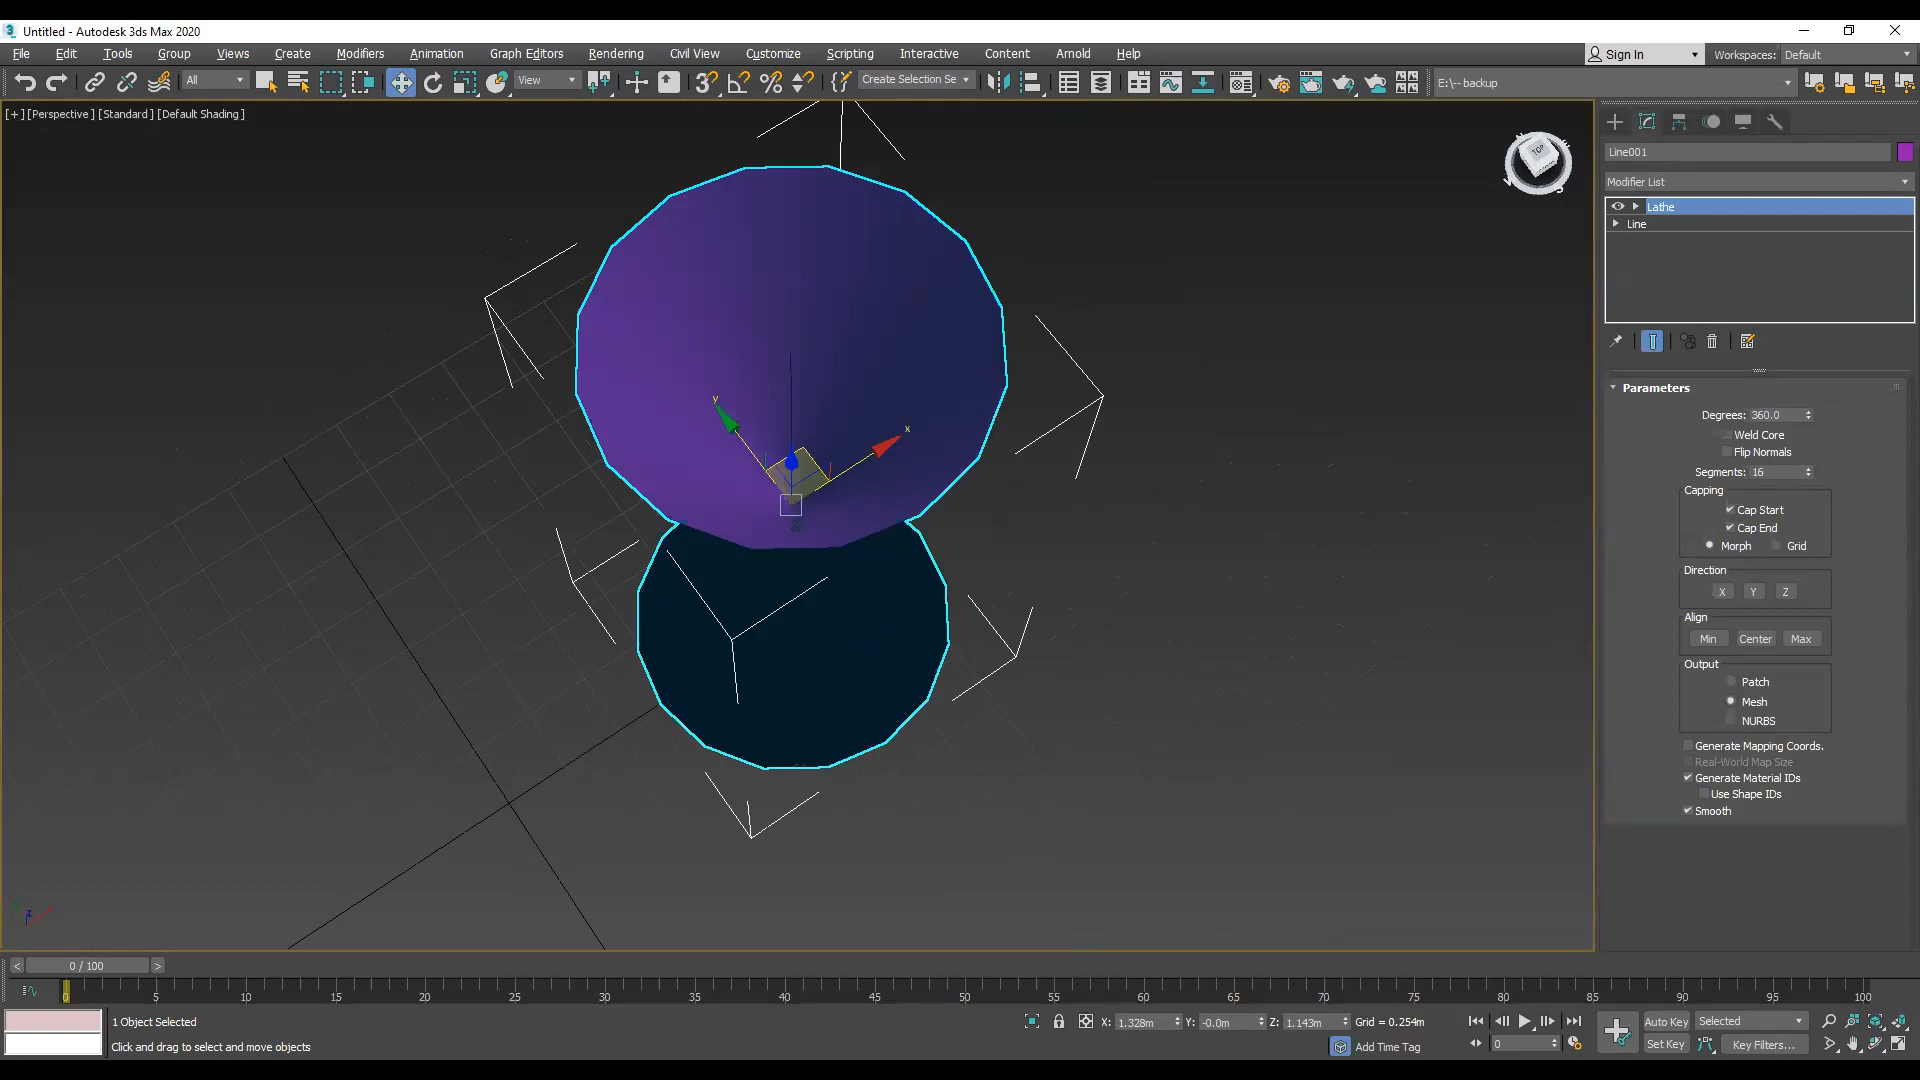 Untitled - Autodesk 3ds Max 2020
File Edit Tools Group Views Create Modifiers Animation Graph Editors Rendering Civil View Customize Scripting Interactive Content Arnold Help
Sign In Workspaces: Default
All View Create Selection Se E:\-- backup
[+] [Perspective ] [Standard ] [Default Shading ]
TOP
Line001
Modifier List
Lathe
Line
Parameters
Degrees: 360.0
Weld Core
Flip Normals
Segments: 16
Capping
Cap Start
Cap End
Morph Grid
Direction
X Y Z
Align
Min Center Max
Output
Patch
Mesh
NURBS
Generate Mapping Coords.
Real-World Map Size
Generate Material IDs
Use Shape IDs
Smooth
y
x
z
< 0 / 100 >
0 5 10 15 20 25 30 35 40 45 50 55 60 65 70 75 80 85 90 95 100
1 Object Selected
X: 1.328m Y: -0.0m Z: 1.143m Grid = 0.254m
Auto Key Selected
Click and drag to select and move objects
Add Time Tag
0
Set Key Key Filters...